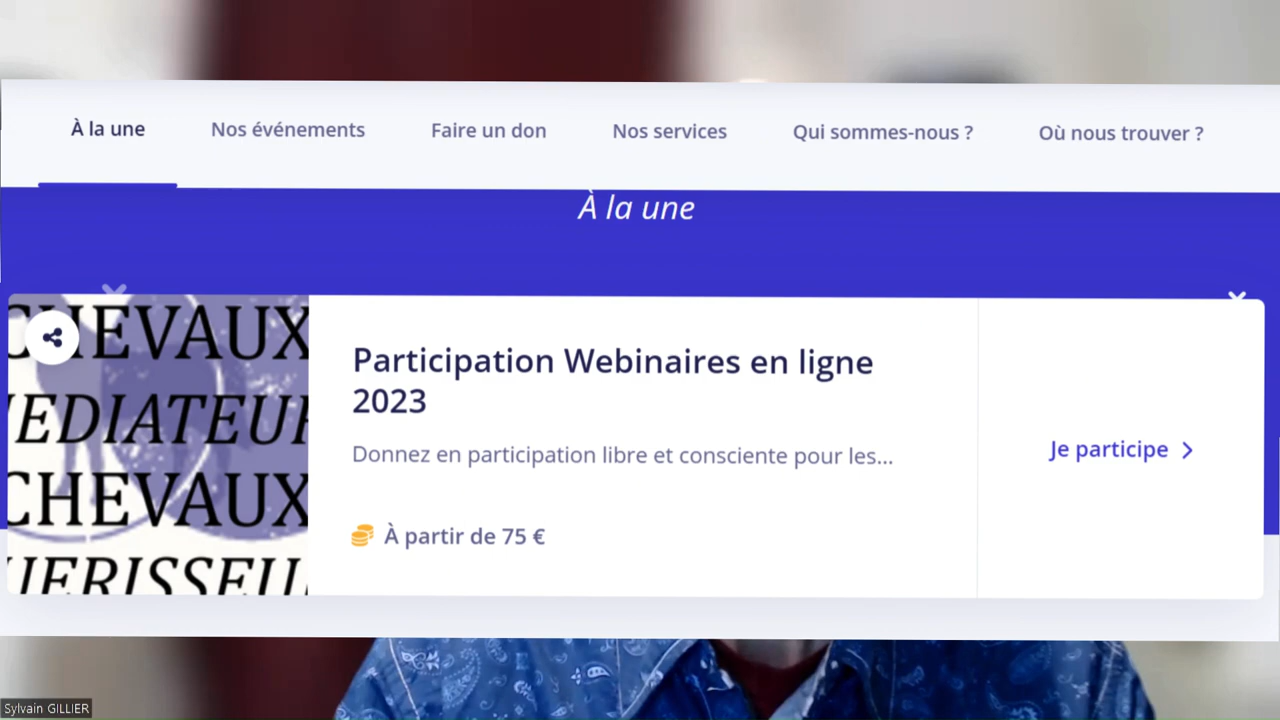 À la une
Nos événements
Faire un don
Nos services
Qui sommes-nous ?
Où nous trouver ?
À la une
CHEVAUX
CHEVAUX
Participation Webinaires en ligne
2023
Donnez en participation libre et consciente pour les...
À partir de 75 €
Je participe
Sylvain GILLIER